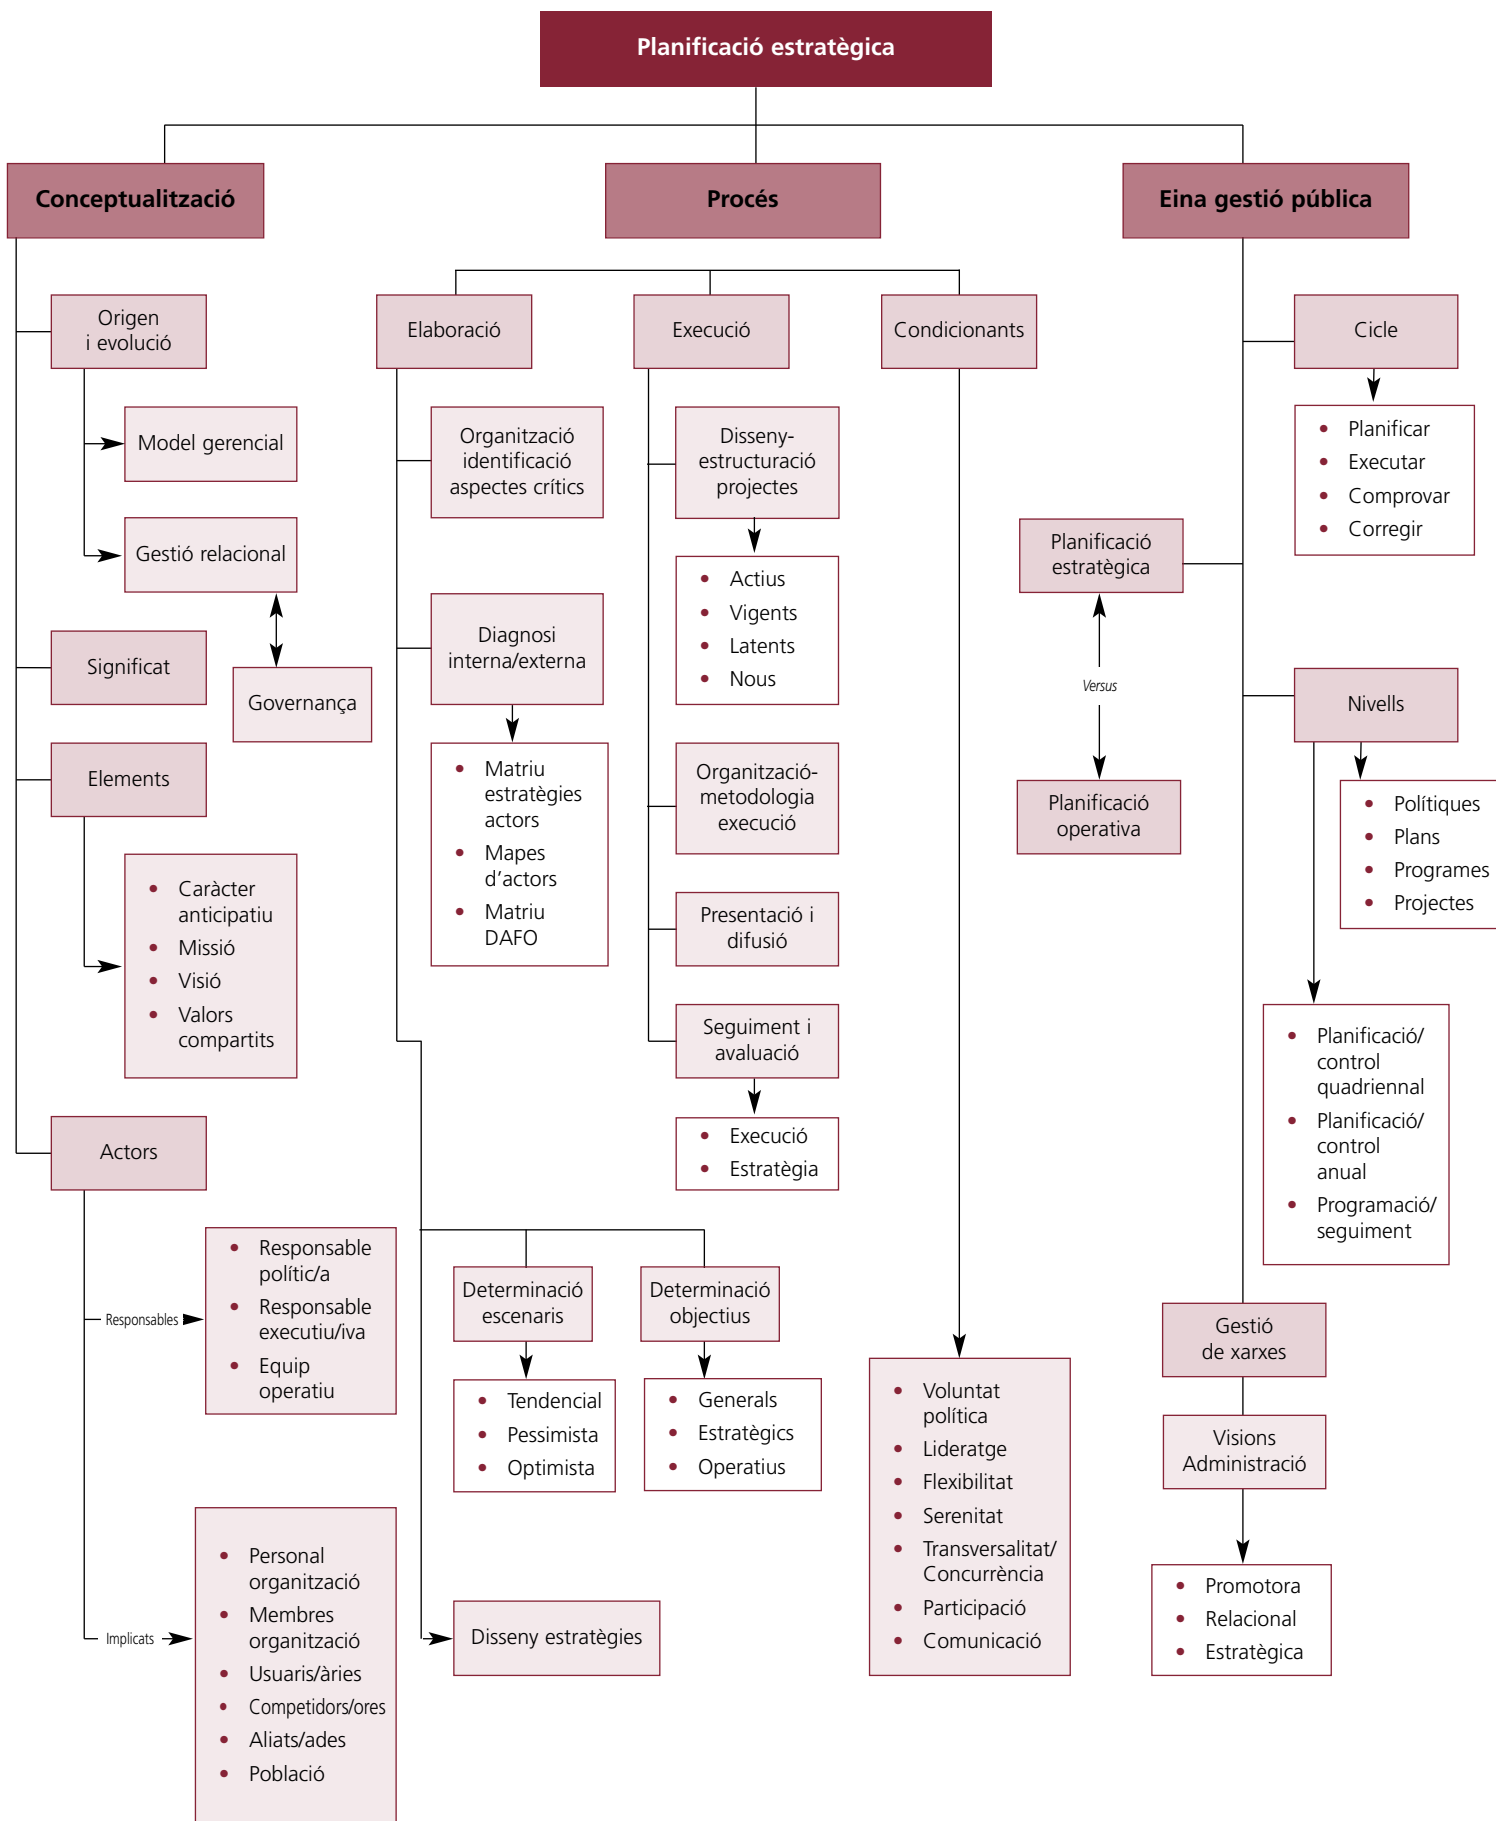 Planificació estratègica
Conceptualització
Origen
i evolució
Model gerencial
Gestió relacional
Governança
Significat
Elements
• Caràcter
anticipatiu
• Missió
• Visió
• Valors
compartits
Actors
Responsables
• Responsable
polític/a
• Responsable
executiu/iva
• Equip
operatiu
Implicats
• Personal
organització
• Membres
organització
• Usuaris/àries
• Competidors/ores
• Aliats/ades
• Població
Procés
Elaboració
Organització
identificació
aspectes crítics
Diagnosi
interna/externa
• Matriu
estratègies
actors
• Mapes
d'actors
• Matriu
DAFO
Determinació
escenaris
• Tendencial
• Pessimista
• Optimista
Determinació
objectius
• Generals
• Estratègics
• Operatius
Disseny estratègies
Execució
Disseny-
estructuració
projectes
• Actius
• Vigents
• Latents
• Nous
Organització-
metodologia
execució
Presentació i
difusió
Seguiment i
avaluació
• Execució
• Estratègia
Condicionants
• Voluntat
política
• Lideratge
• Flexibilitat
• Serenitat
• Transversalitat/
Concurrència
• Participació
• Comunicació
Eina gestió pública
Cicle
• Planificar
• Executar
• Comprovar
• Corregir
Planificació
estratègica
Versus
Planificació
operativa
Nivells
• Polítiques
• Plans
• Programes
• Projectes
• Planificació/
control
quadriennal
• Planificació/
control
anual
• Programació/
seguiment
Gestió
de xarxes
Visions
Administració
• Promotora
• Relacional
• Estratègica